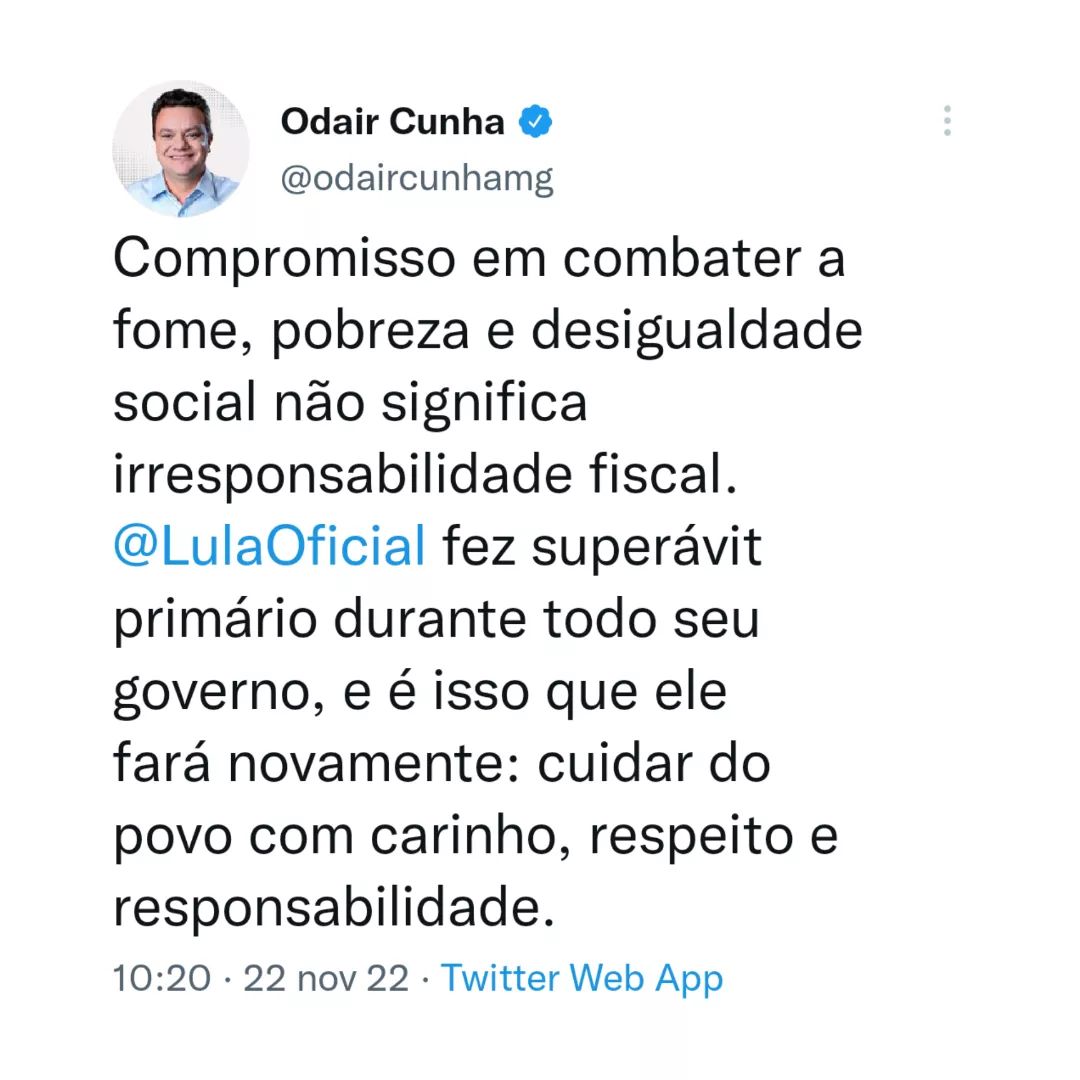 Odair Cunha
@odaircunhamg
Compromisso em combater a
fome, pobreza e desigualdade
social não significa
irresponsabilidade fiscal.
@LulaOficial fez superávit
primário durante todo seu
governo, e é isso que ele
fará novamente: cuidar do
povo com carinho, respeito e
responsabilidade.
10:20 · 22 nov 22 · Twitter Web App